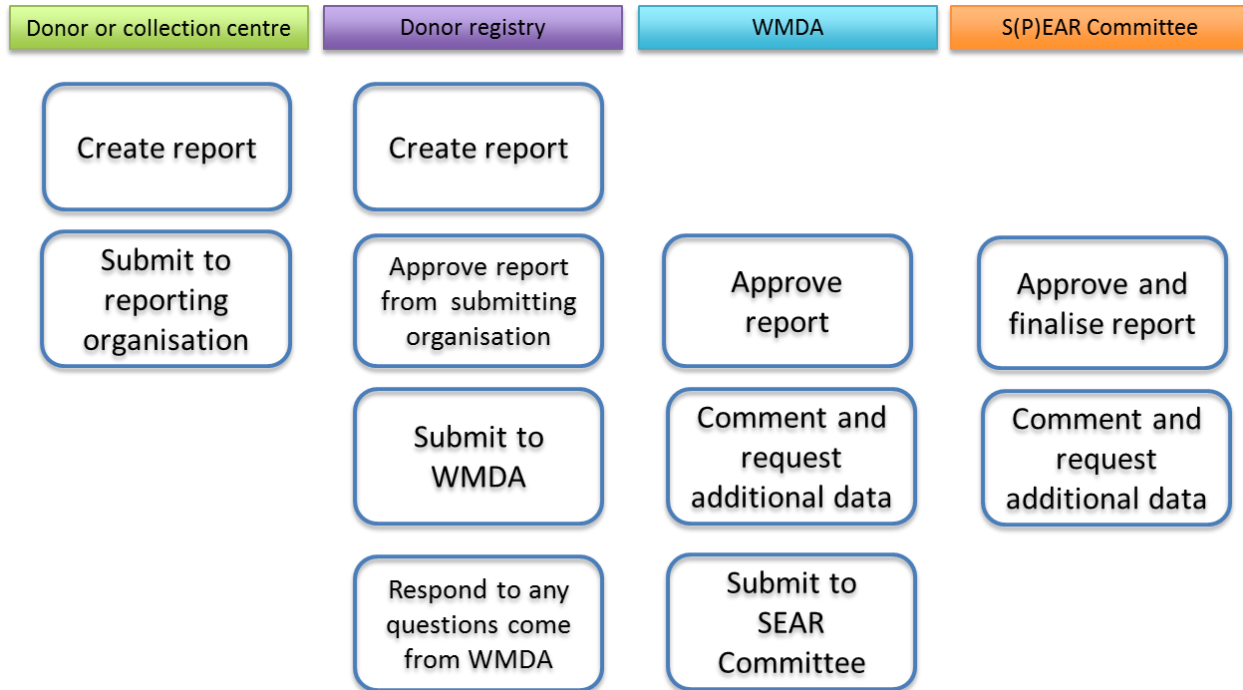 Donor or collection centre
Donor registry
WMDA
S(P)EAR Committee
Create report
Submit to
reporting
organisation
Create report
Approve report
from submitting
organisation
Submit to
WMDA
Respond to any
questions come
from WMDA
Approve
report
Comment and
request
additional data
Submit to
SEAR
Committee
Approve and
finalise report
Comment and
request
additional data